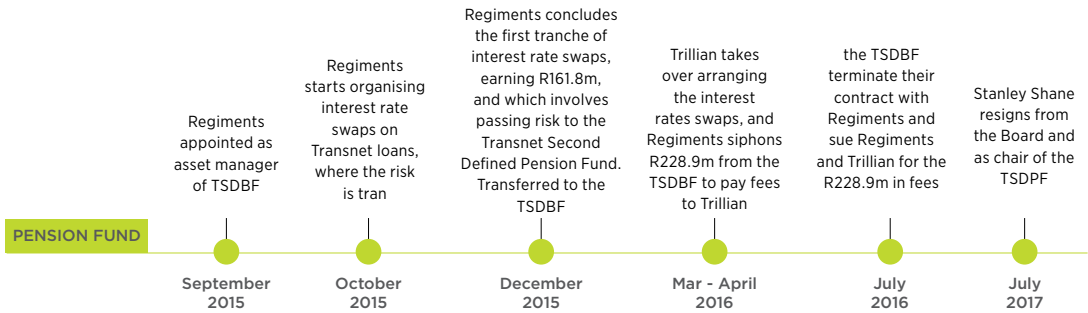 PENSION FUND
Regiments
appointed as
asset manager
of TSDBF
September
2015
Regiments
starts organising
interest rate
swaps on
Transnet loans,
where the risk
is tran
October
2015
Regiments concludes
the first tranche of
interest rate swaps,
earning R161.8m,
and which involves
passing risk to the
Transnet Second
Defined Pension Fund.
Transferred to the
TSDBF
December
2015
Trillian takes
over arranging
the interest
rates swaps, and
Regiments siphons
R228.9m from the
TSDBF to pay fees
to Trillian
Mar - April
2016
the TSDBF
terminate their
contract with
Regiments and
sue Regiments
and Trillian for the
R228.9m in fees
July
2016
Stanley Shane
resigns from
the Board and
as chair of the
TSDPF
July
2017